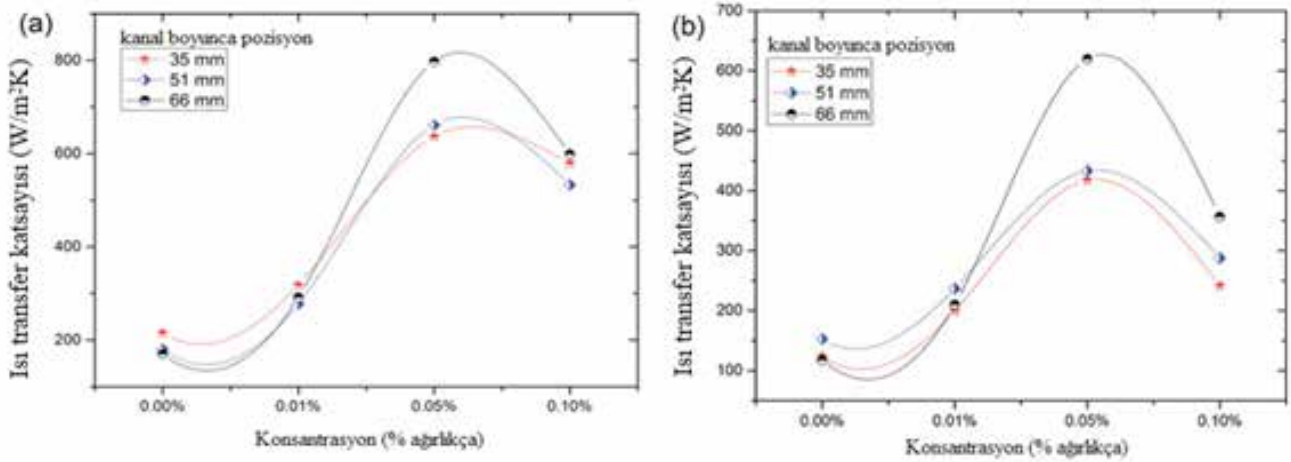 (a)
kanal boyunca pozisyon
35 mm
51 mm
66 mm
Isı transfer katsayısı (W/m²K)
800
600
400
200
0.00%
0.01%
0.05%
0.10%
Konsantrasyon (% ağırlıkça)
(b)
kanal boyunca pozisyon
35 mm
51 mm
66 mm
Isı transfer katsayısı (W/m²K)
700
600
500
400
300
200
100
0.00%
0.01%
0.05%
0.10%
Konsantrasyon (% ağırlıkça)